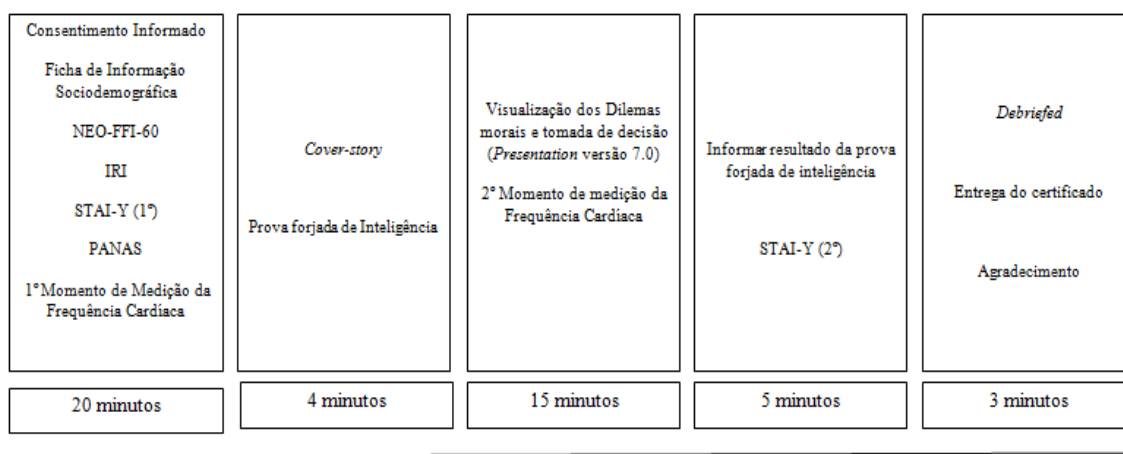 Consentimento Informado
Ficha de Informação
Sociodemográfica
NEO-FFI-60
IRI
STAI-Y (1º)
PANAS
1º Momento de Medição da
Frequência Cardíaca
20 minutos
Cover-story
Prova forjada de Inteligência
4 minutos
Visualização dos Dilemas
morais e tomada de decisão
(Presentation versão 7.0)
2º Momento de medição da
Frequência Cardíaca
15 minutos
Informar resultado da prova
forjada de inteligência
STAI-Y (2º)
5 minutos
Debriefed
Entrega do certificado
Agradecimento
3 minutos